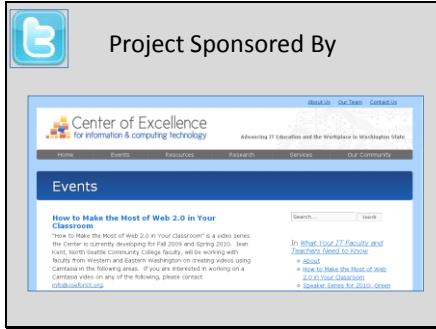 Project Sponsored By
About Us Our Team Contact Us
Center of Excellence
for information & computing technology
Advancing IT Education and the Workplace in Washington State
Home Events Resources Research Services Our Community
Events
How to Make the Most of Web 2.0 in Your
Classroom
"How to Make the Most of Web 2.0 in Your Classroom" is a video series
the Center is currently developing for Fall 2009 and Spring 2010. Jean
Kent, North Seattle Community College faculty, will be working with
faculty from Western and Eastern Washington on creating videos using
Camtasia in the following areas. If you are interested in working on a
Camtasia video on any of the following, please contact
info@coeforict.org.
Search... Search
In What Your IT Faculty and
Teachers Need to Know
About
How to Make the Most of Web
2.0 in Your Classroom
Speaker Series for 2010: Green